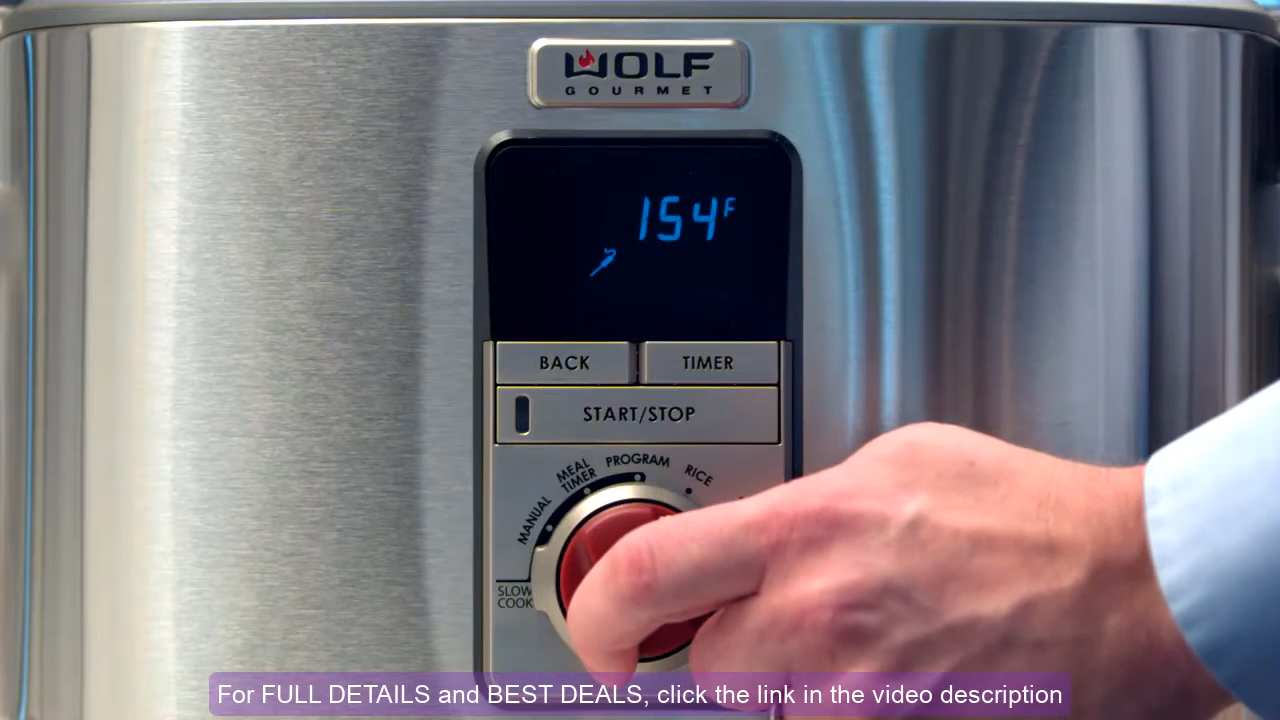 WOLF
GOURMET
154F
BACK TIMER
START/STOP
MANUAL
MEAL
TIMER
PROGRAM
RICE
SLOW
COOK
For FULL DETAILS and BEST DEALS, click the link in the video description